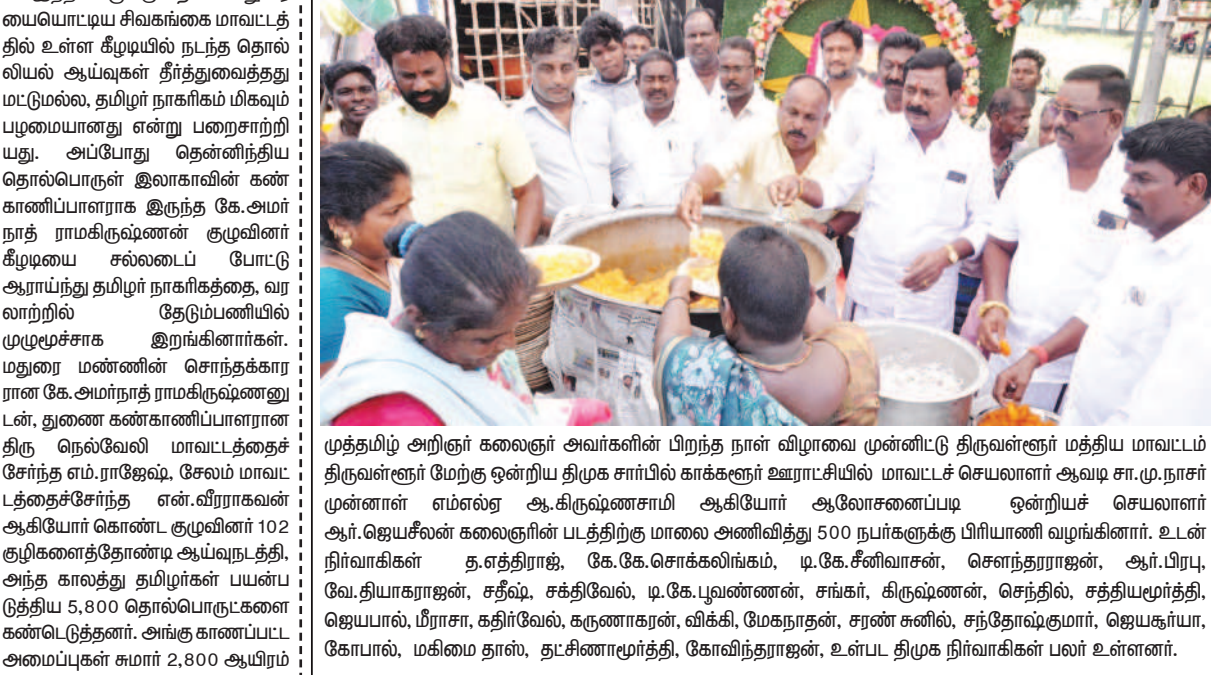 யையொட்டிய சிவகங்கை மாவட்டத்
தில் உள்ள கீழடியில் நடந்த தொல்
லியல் ஆய்வுகள் தீர்த்துவைத்தது
மட்டுமல்ல, தமிழர் நாகரிகம் மிகவும்
பழமையானது என்று பறைசாற்றி
யது. அப்போது தென்னிந்திய
தொல்பொருள் இலாகாவின் கண்
காணிப்பாளராக இருந்த கே.அமர்
நாத் ராமகிருஷ்ணன் குழுவினர்
கீழடியை சல்லடைப் போட்டு
ஆராய்ந்து தமிழர் நாகரிகத்தை, வர
லாற்றில் தேடும்பணியில்
முழுமூச்சாக இறங்கினார்கள்.
மதுரை மண்ணின் சொந்தக்கார
ரான கே.அமர்நாத் ராமகிருஷ்ணனு
டன், துணை கண்காணிப்பாளரான
திரு நெல்வேலி மாவட்டத்தைச்
சேர்ந்த எம்.ராஜேஷ், சேலம் மாவட்
டத்தைச்சேர்ந்த என்.வீரராகவன்
ஆகியோர் கொண்ட குழுவினர் 102
குழிகளைத்தோண்டி ஆய்வுநடத்தி,
அந்த காலத்து தமிழர்கள் பயன்ப
டுத்திய 5,800 தொல்பொருட்களை
கண்டெடுத்தனர். அங்கு காணப்பட்ட
அமைப்புகள் சுமார் 2,800 ஆயிரம்
முத்தமிழ் அறிஞர் கலைஞர் அவர்களின் பிறந்த நாள் விழாவை முன்னிட்டு திருவள்ளூர் மத்திய மாவட்டம்
திருவள்ளூர் மேற்கு ஒன்றிய திமுக சார்பில் காக்களூர் ஊராட்சியில் மாவட்டச் செயலாளர் ஆவடி சா.மு.நாசர்
முன்னாள் எம்எல்ஏ ஆ.கிருஷ்ணசாமி ஆகியோர் ஆலோசனைப்படி ஒன்றியச் செயலாளர்
ஆர்.ஜெயசீலன் கலைஞரின் படத்திற்கு மாலை அணிவித்து 500 நபர்களுக்கு பிரியாணி வழங்கினார். உடன்
நிர்வாகிகள் த.எத்திராஜ், கே.கே.சொக்கலிங்கம், டி.கே.சீனிவாசன், சௌந்தரராஜன், ஆர்.பிரபு,
வே.தியாகராஜன், சதீஷ், சக்திவேல், டி.கே.பூவண்ணன், சங்கர், கிருஷ்ணன், செந்தில், சத்தியமூர்த்தி,
ஜெயபால், மீராசா, கதிர்வேல், கருணாகரன், விக்கி, மேகநாதன், சரண் சுனில், சந்தோஷ்குமார், ஜெயசூர்யா,
கோபால், மகிமை தாஸ், தட்சிணாமூர்த்தி, கோவிந்தராஜன், உள்பட திமுக நிர்வாகிகள் பலர் உள்ளனர்.